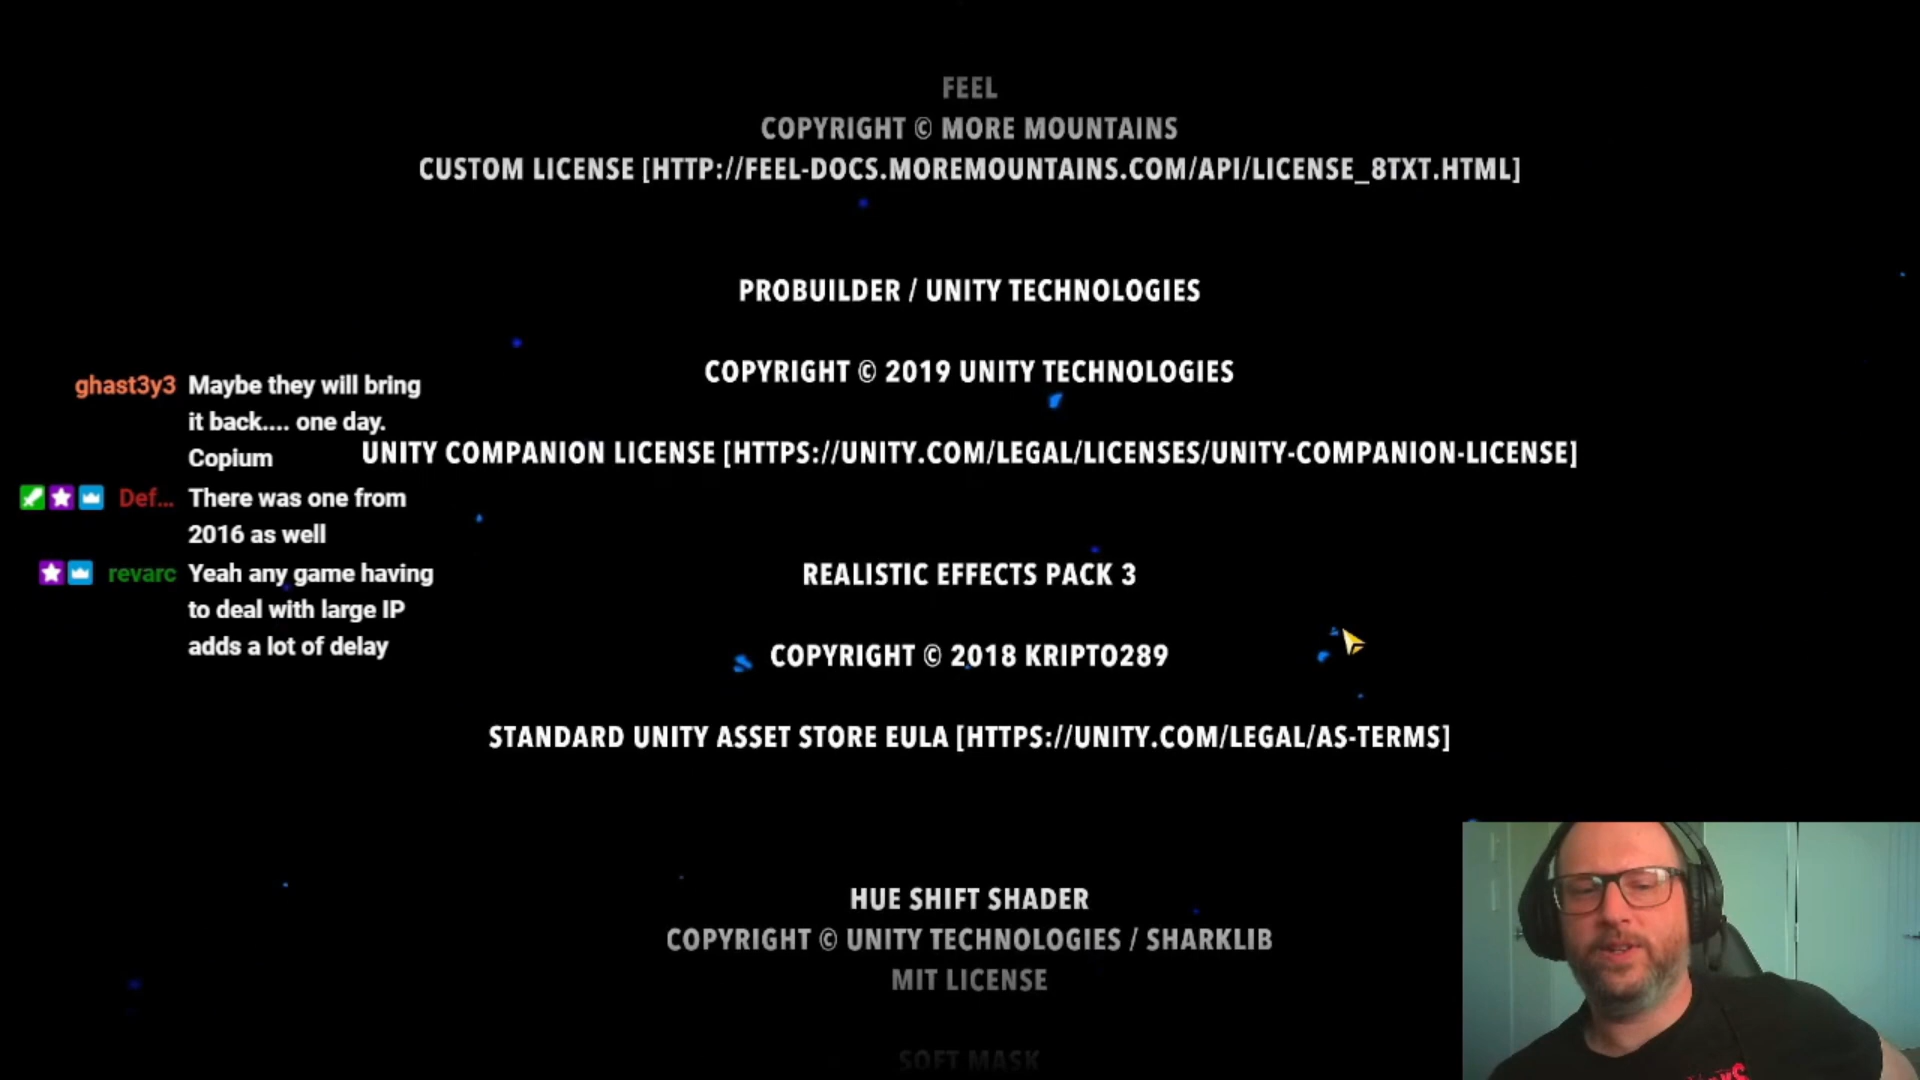 FEEL
COPYRIGHT © MORE MOUNTAINS
CUSTOM LICENSE [HTTP://FEEL-DOCS.MOREMOUNTAINS.COM/API/LICENSE_8TXT.HTML]
PROBUILDER / UNITY TECHNOLOGIES
COPYRIGHT © 2019 UNITY TECHNOLOGIES
UNITY COMPANION LICENSE [HTTPS://UNITY.COM/LEGAL/LICENSES/UNITY-COMPANION-LICENSE]
REALISTIC EFFECTS PACK 3
COPYRIGHT © 2018 KRIPTO289
STANDARD UNITY ASSET STORE EULA [HTTPS://UNITY.COM/LEGAL/AS-TERMS]
HUE SHIFT SHADER
COPYRIGHT © UNITY TECHNOLOGIES / SHARKLIB
MIT LICENSE
SOFT MASK
ghast3y3 Maybe they will bring
it back.... one day.
Copium
Def... There was one from
2016 as well
revarc Yeah any game having
to deal with large IP
adds a lot of delay